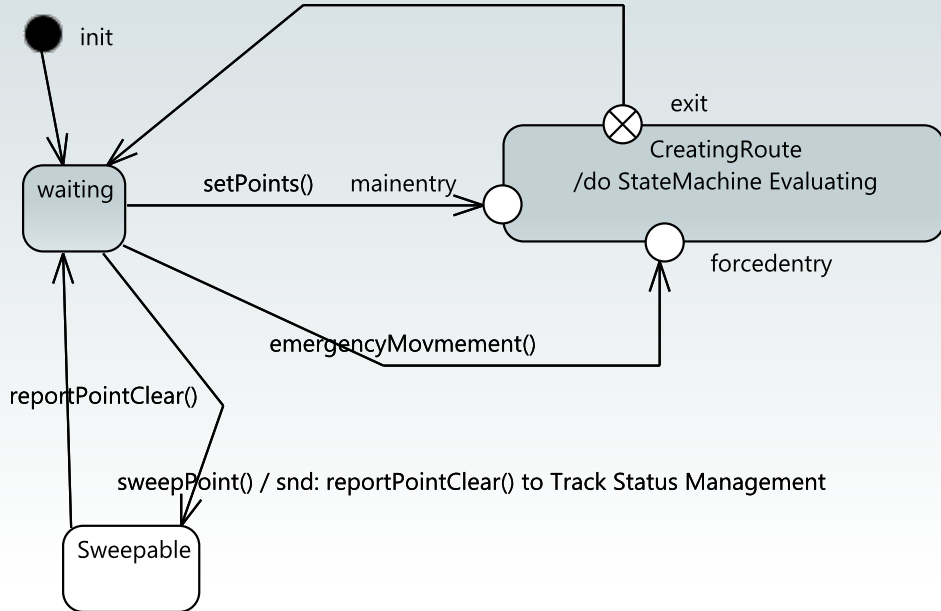 init
exit
CreatingRoute
/do StateMachine Evaluating
waiting
setPoints()
mainentry
forcedentry
emergencyMovmement()
reportPointClear()
sweepPoint() / snd: reportPointClear() to Track Status Management
Sweepable